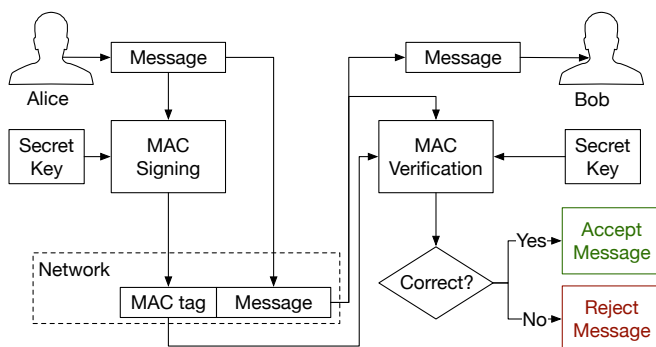 Message
Message
Alice
Bob
Secret
Key
MAC
Signing
MAC
Verification
Secret
Key
Network
MAC tag
Message
Correct?
Yes
Accept
Message
No
Reject
Message